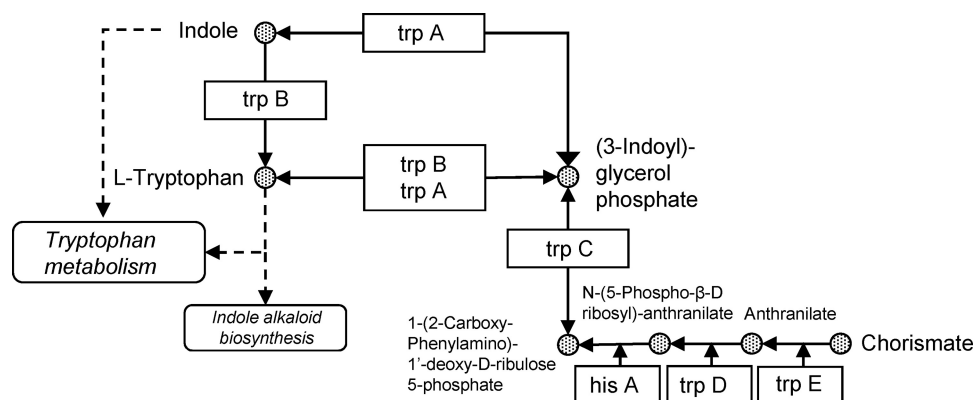 Indole
trp A
trp B
L-Tryptophan
trp B
trp A
(3-Indoyl)-
glycerol
phosphate
Tryptophan
metabolism
trp C
Indole alkaloid
biosynthesis
N-(5-Phospho-β-D
ribosyl)-anthranilate
Anthranilate
1-(2-Carboxy-
Phenylamino)-
1’-deoxy-D-ribulose
5-phosphate
Chorismate
his A
trp D
trp E